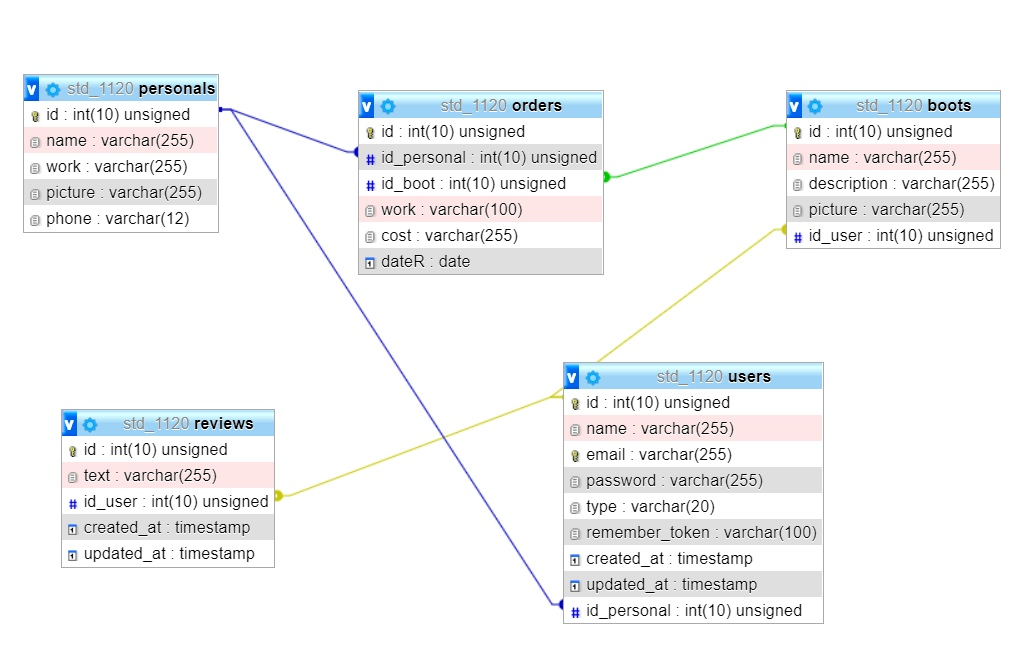 v std_1120 personals
id : int(10) unsigned
name : varchar(255)
work : varchar(255)
picture : varchar(255)
phone : varchar(12)
v std_1120 orders
id : int(10) unsigned
# id_personal : int(10) unsigned
# id_boot : int(10) unsigned
work : varchar(100)
cost : varchar(255)
dateR : date
v std_1120 boots
id : int(10) unsigned
name : varchar(255)
description : varchar(255)
picture : varchar(255)
# id_user : int(10) unsigned
v std_1120 reviews
id : int(10) unsigned
text : varchar(255)
# id_user : int(10) unsigned
created_at : timestamp
updated_at : timestamp
v std_1120 users
id : int(10) unsigned
name : varchar(255)
email : varchar(255)
password : varchar(255)
type : varchar(20)
remember_token : varchar(100)
created_at : timestamp
updated_at : timestamp
# id_personal : int(10) unsigned